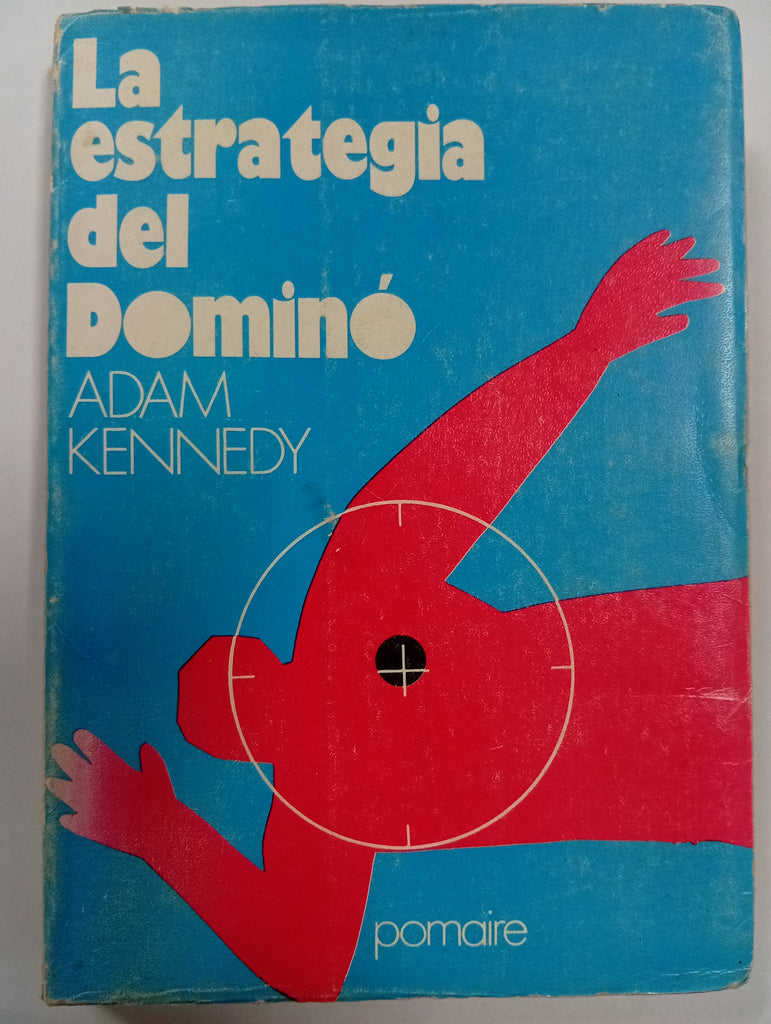 La
estrategia
del
Dominó
ADAM
KENNEDY
pomaire